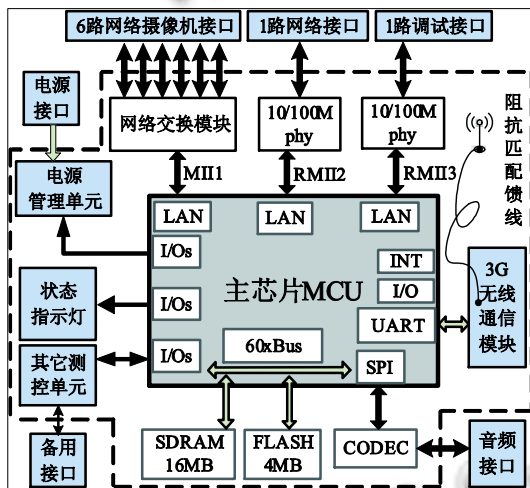 6路网络摄像机接口
1路网络接口
1路调试接口
电源
接口
网络交换模块
10/100M
phy
10/100M
phy
阻抗匹配馈线
MII1
RMII2
RMII3
电源
管理单元
LAN
LAN
LAN
I/Os
INT
主芯片MCU
I/O
状态
指示灯
I/Os
UART
3G
无线
通信
模块
60xBus
其它测
控单元
I/Os
SPI
备用
接口
SDRAM
16MB
FLASH
4MB
CODEC
音频
接口